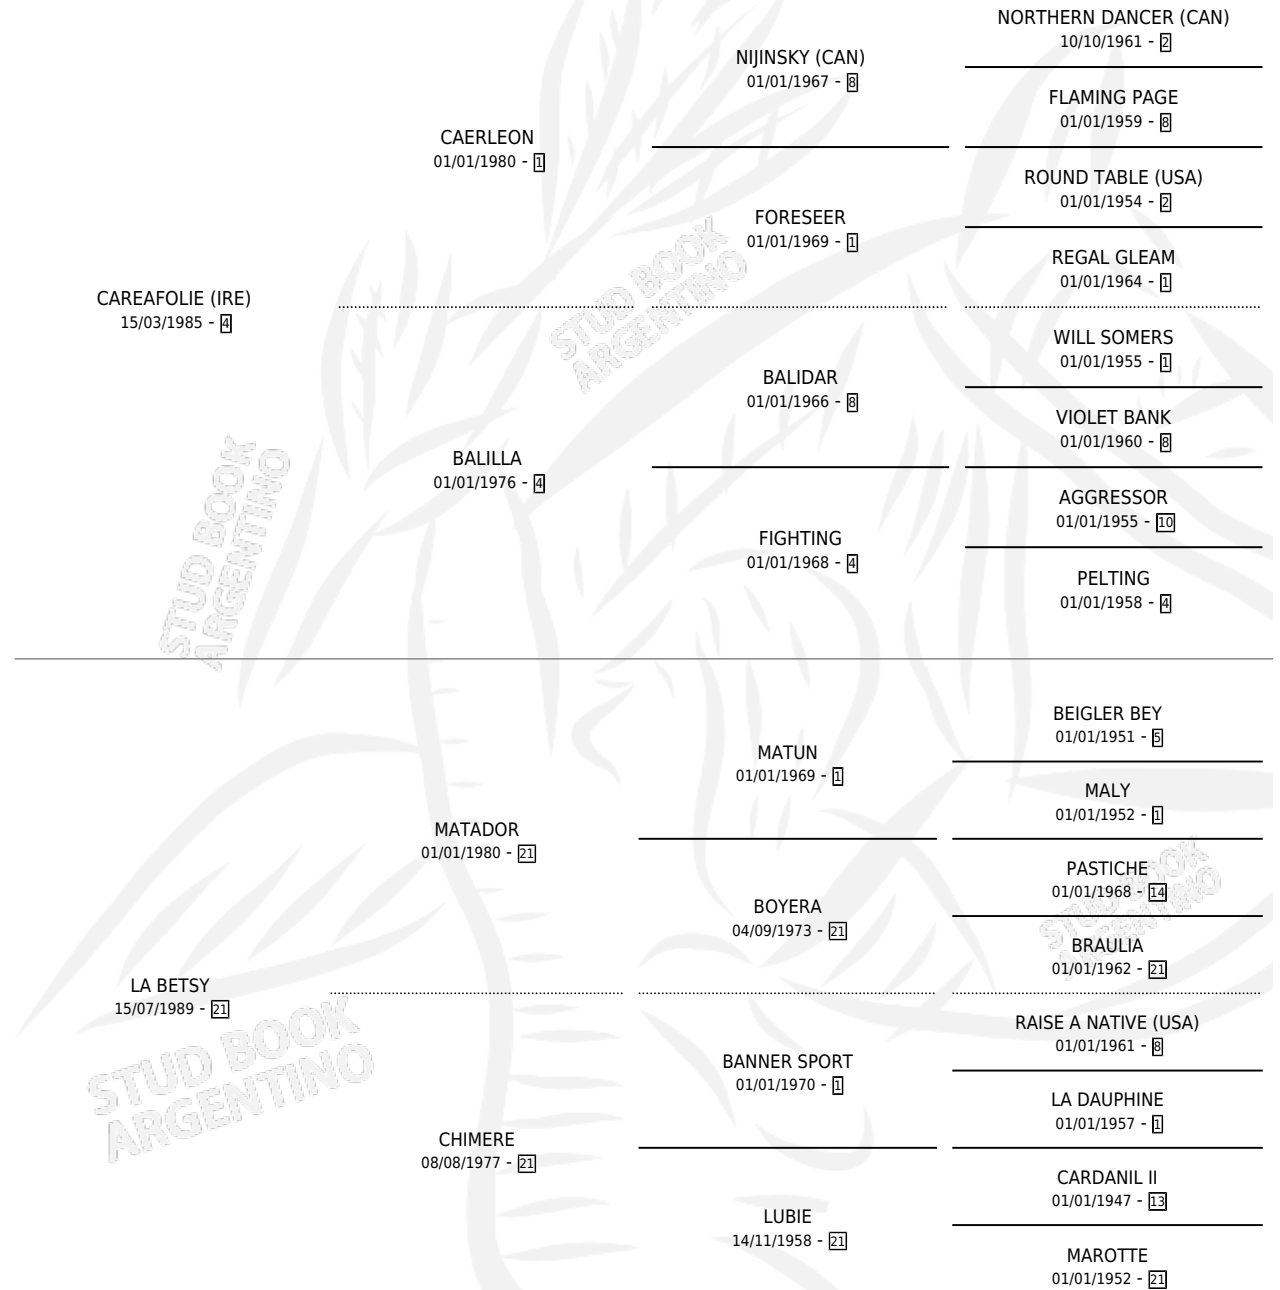 NORTHERN DANCER (CAN)
10/10/1961 - 2
NIJINSKY (CAN)
01/01/1967 - 8
FLAMING PAGE
01/01/1959 - 8
CAERLEON
01/01/1980 - 1
ROUND TABLE (USA)
01/01/1954 - 2
FORESEER
01/01/1969 - 1
REGAL GLEAM
01/01/1964 - 1
CAREAFOLIE (IRE)
15/03/1985 - 4
STUD BOOK
ARGENTINO
WILL SOMERS
01/01/1955 - 1
BALIDAR
01/01/1966 - 8
VIOLET BANK
01/01/1960 - 8
BALILLA
01/01/1976 - 4
STUD BOOK
ARGENTINO
AGGRESSOR
01/01/1955 - 10
FIGHTING
01/01/1968 - 4
PELTING
01/01/1958 - 4
BEIGLER BEY
01/01/1951 - 5
MATUN
01/01/1969 - 1
MALY
01/01/1952 - 1
MATADOR
01/01/1980 - 21
PASTICHE
01/01/1968 - 14
STUD BOOK
ARGENTINO
BOYERA
04/09/1973 - 21
BRAULIA
01/01/1962 - 21
LA BETSY
15/07/1989 - 21
STUD BOOK
ARGENTINO
RAISE A NATIVE (USA)
01/01/1961 - 8
BANNER SPORT
01/01/1970 - 1
LA DAUPHINE
01/01/1957 - 1
CHIMERE
08/08/1977 - 21
CARDANIL II
01/01/1947 - 13
LUBIE
14/11/1958 - 21
MAROTTE
01/01/1952 - 21